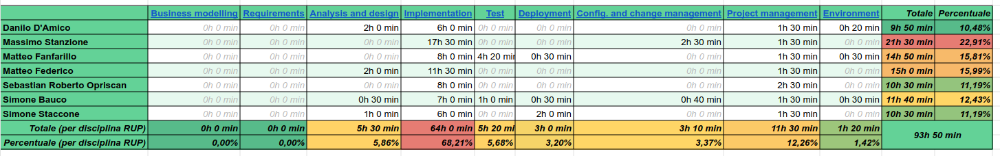 Business modelling Requirements Analysis and design Implementation Test Deployment Config. and change management Project management Environment Totale Percentuale
Danilo D'Amico 0h 0 min 0h 0 min 2h 0 min 6h 0 min 0h 0 min 0h 0 min 0h 0 min 1h 30 min 0h 20 min 9h 50 min 10,48%
Massimo Stanzione 0h 0 min 0h 0 min 0h 0 min 17h 30 min 0h 0 min 0h 0 min 2h 30 min 1h 30 min 0h 0 min 21h 30 min 22,91%
Matteo Fanfarillo 0h 0 min 0h 0 min 0h 0 min 8h 0 min 4h 20 min 0h 30 min 0h 0 min 1h 30 min 0h 30 min 14h 50 min 15,81%
Matteo Federico 0h 0 min 0h 0 min 2h 0 min 11h 30 min 0h 0 min 0h 0 min 0h 0 min 1h 30 min 0h 0 min 15h 0 min 15,99%
Sebastian Roberto Opriscan 0h 0 min 0h 0 min 0h 0 min 8h 0 min 0h 0 min 0h 0 min 0h 0 min 2h 30 min 0h 0 min 10h 30 min 11,19%
Simone Bauco 0h 0 min 0h 0 min 0h 30 min 7h 0 min 1h 0 min 0h 30 min 0h 40 min 1h 30 min 0h 30 min 11h 40 min 12,43%
Simone Staccone 0h 0 min 0h 0 min 1h 0 min 6h 0 min 0h 0 min 2h 0 min 0h 0 min 1h 30 min 0h 0 min 10h 30 min 11,19%
Totale (per disciplina RUP) 0h 0 min 0h 0 min 5h 30 min 64h 0 min 5h 20 min 3h 0 min 3h 10 min 11h 30 min 1h 20 min
Percentuale (per disciplina RUP) 0,00% 0,00% 5,86% 68,21% 5,68% 3,20% 3,37% 12,26% 1,42%
93h 50 min